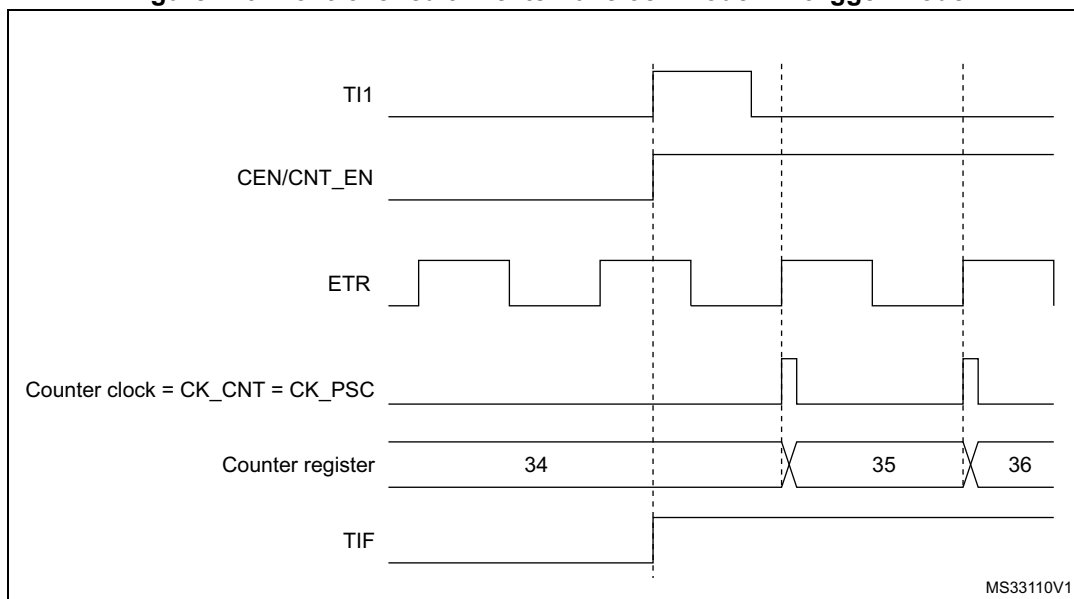 TI1
CEN/CNT_EN
ETR
Counter clock = CK_CNT = CK_PSC
Counter register 34 35 36
TIF
MS33110V1